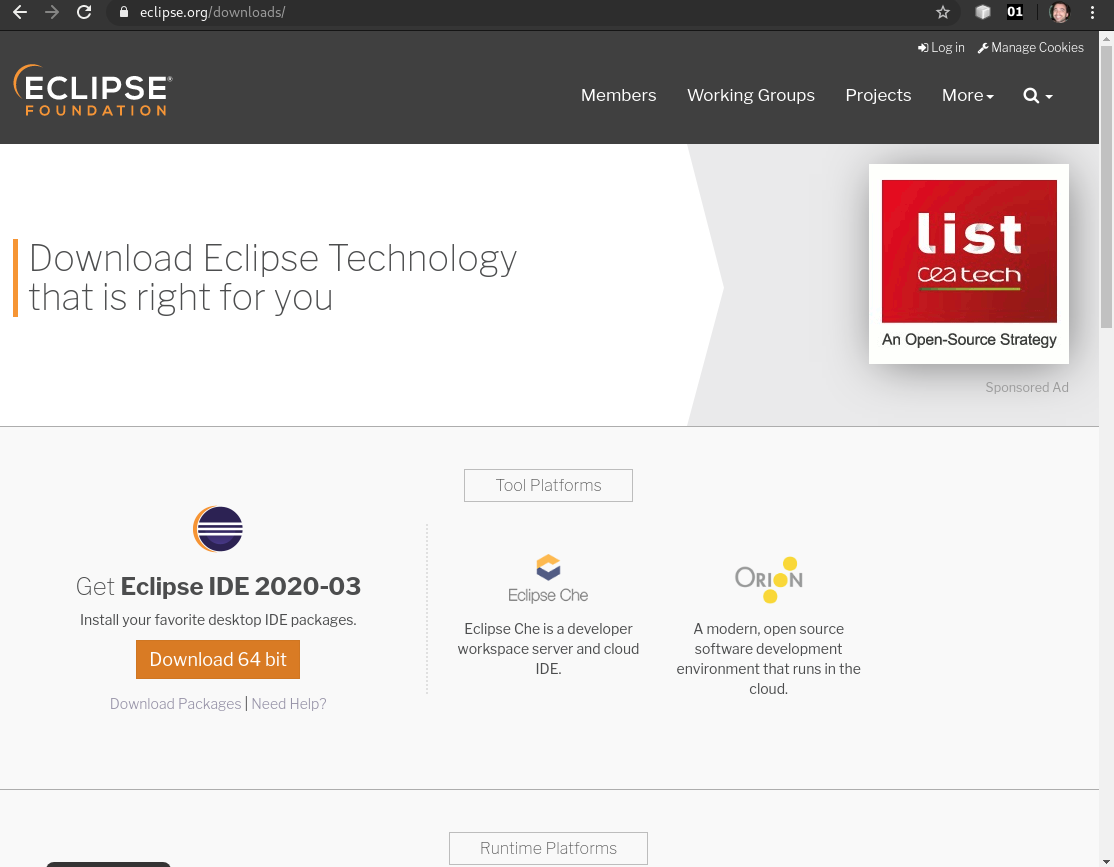 eclipse.org/downloads/
01
Log in Manage Cookies
ECLIPSE®
FOUNDATION
Members Working Groups Projects More
Download Eclipse Technology
that is right for you
list
cea tech
An Open-Source Strategy
Sponsored Ad
Tool Platforms
Get Eclipse IDE 2020-03
Install your favorite desktop IDE packages.
Download 64 bit
Download Packages | Need Help?
Eclipse Che
Eclipse Che is a developer
workspace server and cloud
IDE.
ORION
A modern, open source
software development
environment that runs in the
cloud.
Runtime Platforms